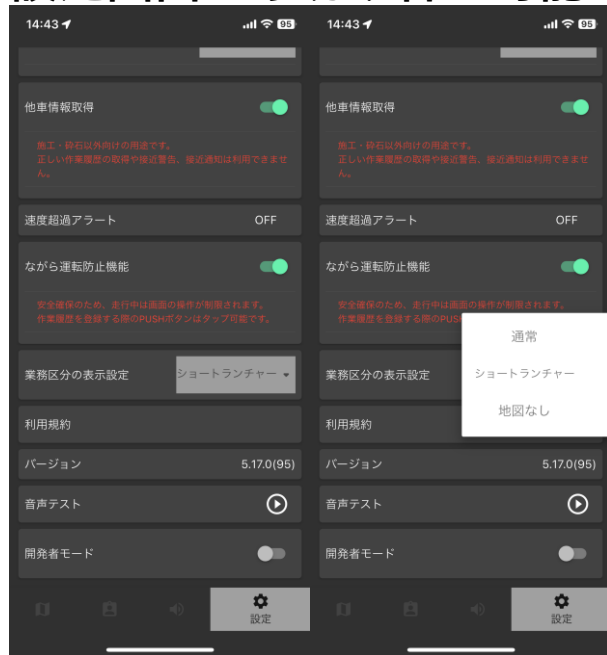 14:43
95
他車情報取得
施工・砕石以外向けの用途です。
正しい作業履歴の取得や接近警告、接近通知は利用できませ
ん。
速度超過アラート OFF
ながら運転防止機能
安全確保のため、走行中は画面の操作が制限されます。
作業履歴を登録する際のPUSHボタンはタップ可能です。
業務区分の表示設定 ショートランチャー
利用規約
バージョン 5.17.0(95)
音声テスト
開発者モード
設定
14:43
95
他車情報取得
施工・砕石以外向けの用途です。
正しい作業履歴の取得や接近警告、接近通知は利用できませ
ん。
速度超過アラート OFF
ながら運転防止機能
安全確保のため、走行中は画面の操作が制限されます。
作業履歴を登録する際のPUS
通常
業務区分の表示設定 ショートランチャー
地図なし
利用規約
バージョン 5.17.0(95)
音声テスト
開発者モード
設定